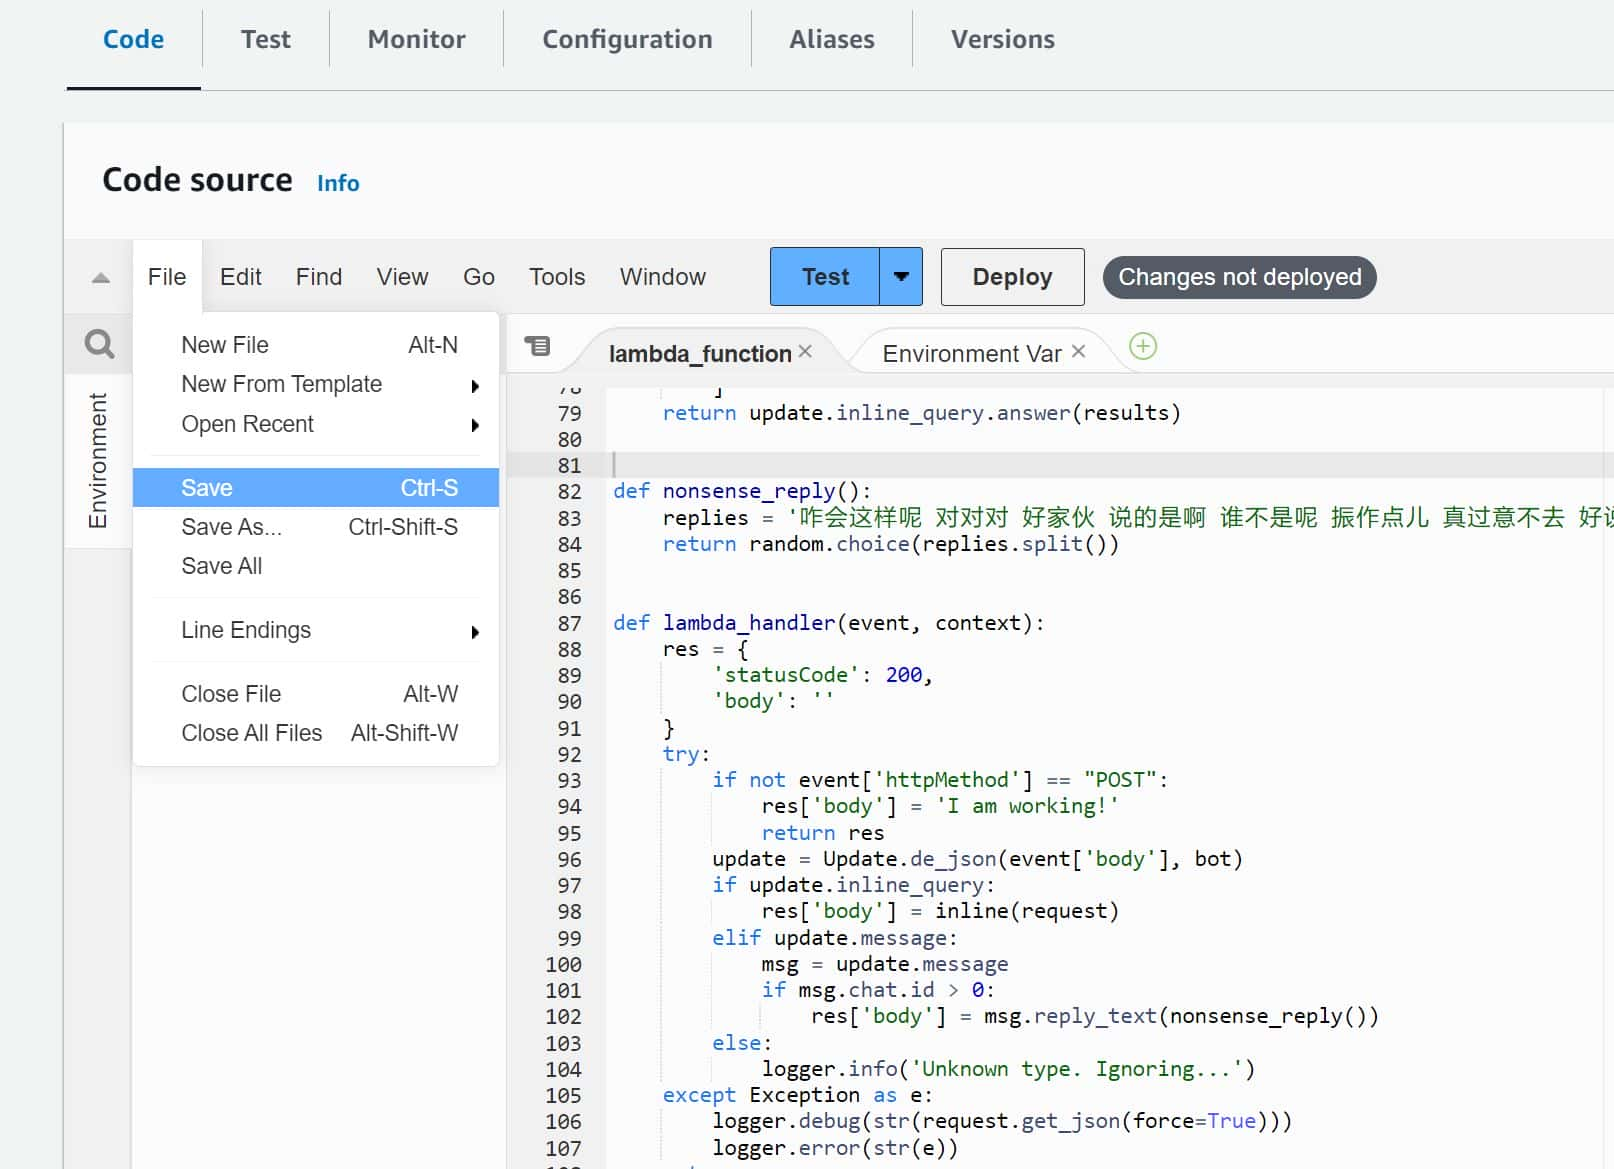 Code Test Monitor Configuration Aliases Versions
Code source Info
File Edit Find View Go Tools Window Test Deploy Changes not deployed
New File Alt-N
New From Template
Open Recent
Save Ctrl-S
Save As... Ctrl-Shift-S
Save All
Line Endings
Close File Alt-W
Close All Files Alt-Shift-W
Environment
lambda_function Environment Var
78 ]
79 return update.inline_query.answer(results)
80
81
82 def nonsense_reply():
83 replies = '咋会这样呢 对对对 好家伙 说的是啊 谁不是呢 振作点儿 真过意不去 好说
84 return random.choice(replies.split())
85
86
87 def lambda_handler(event, context):
88 res = {
89 'statusCode': 200,
90 'body': ''
91 }
92 try:
93 if not event['httpMethod'] == "POST":
94 res['body'] = 'I am working!'
95 return res
96 update = Update.de_json(event['body'], bot)
97 if update.inline_query:
98 res['body'] = inline(request)
99 elif update.message:
100 msg = update.message
101 if msg.chat.id > 0:
102 res['body'] = msg.reply_text(nonsense_reply())
103 else:
104 logger.info('Unknown type. Ignoring...')
105 except Exception as e:
106 logger.debug(str(request.get_json(force=True)))
107 logger.error(str(e))